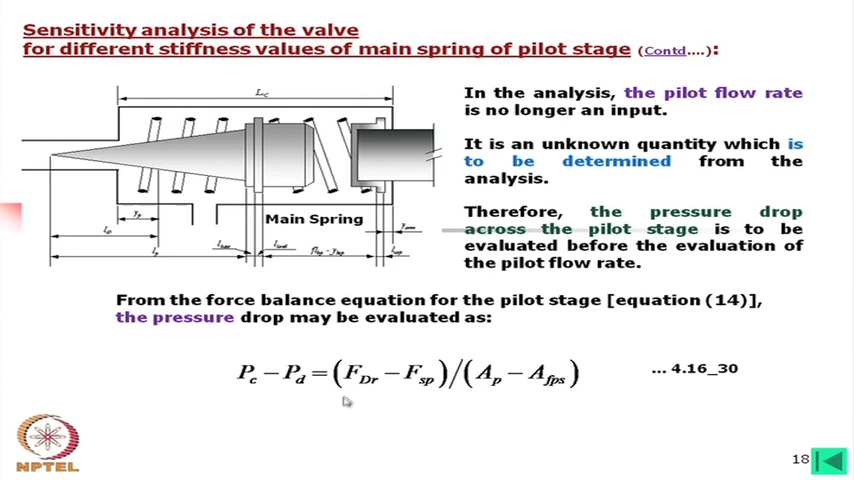 Sensitivity analysis of the valve
for different stiffness values of main spring of pilot stage (Contd....):
In the analysis, the pilot flow rate
is no longer an input.
It is an unknown quantity which is
to be determined from the
analysis.
Therefore, the pressure drop
across the pilot stage is to be
evaluated before the evaluation of
the pilot flow rate.
L_C
Main Spring
y_p
From the force balance equation for the pilot stage [equation (14)],
the pressure drop may be evaluated as:
P_c − P_d = (F_Dr − F_sp)/(A_p − A_fps)
... 4.16_30
NPTEL
18